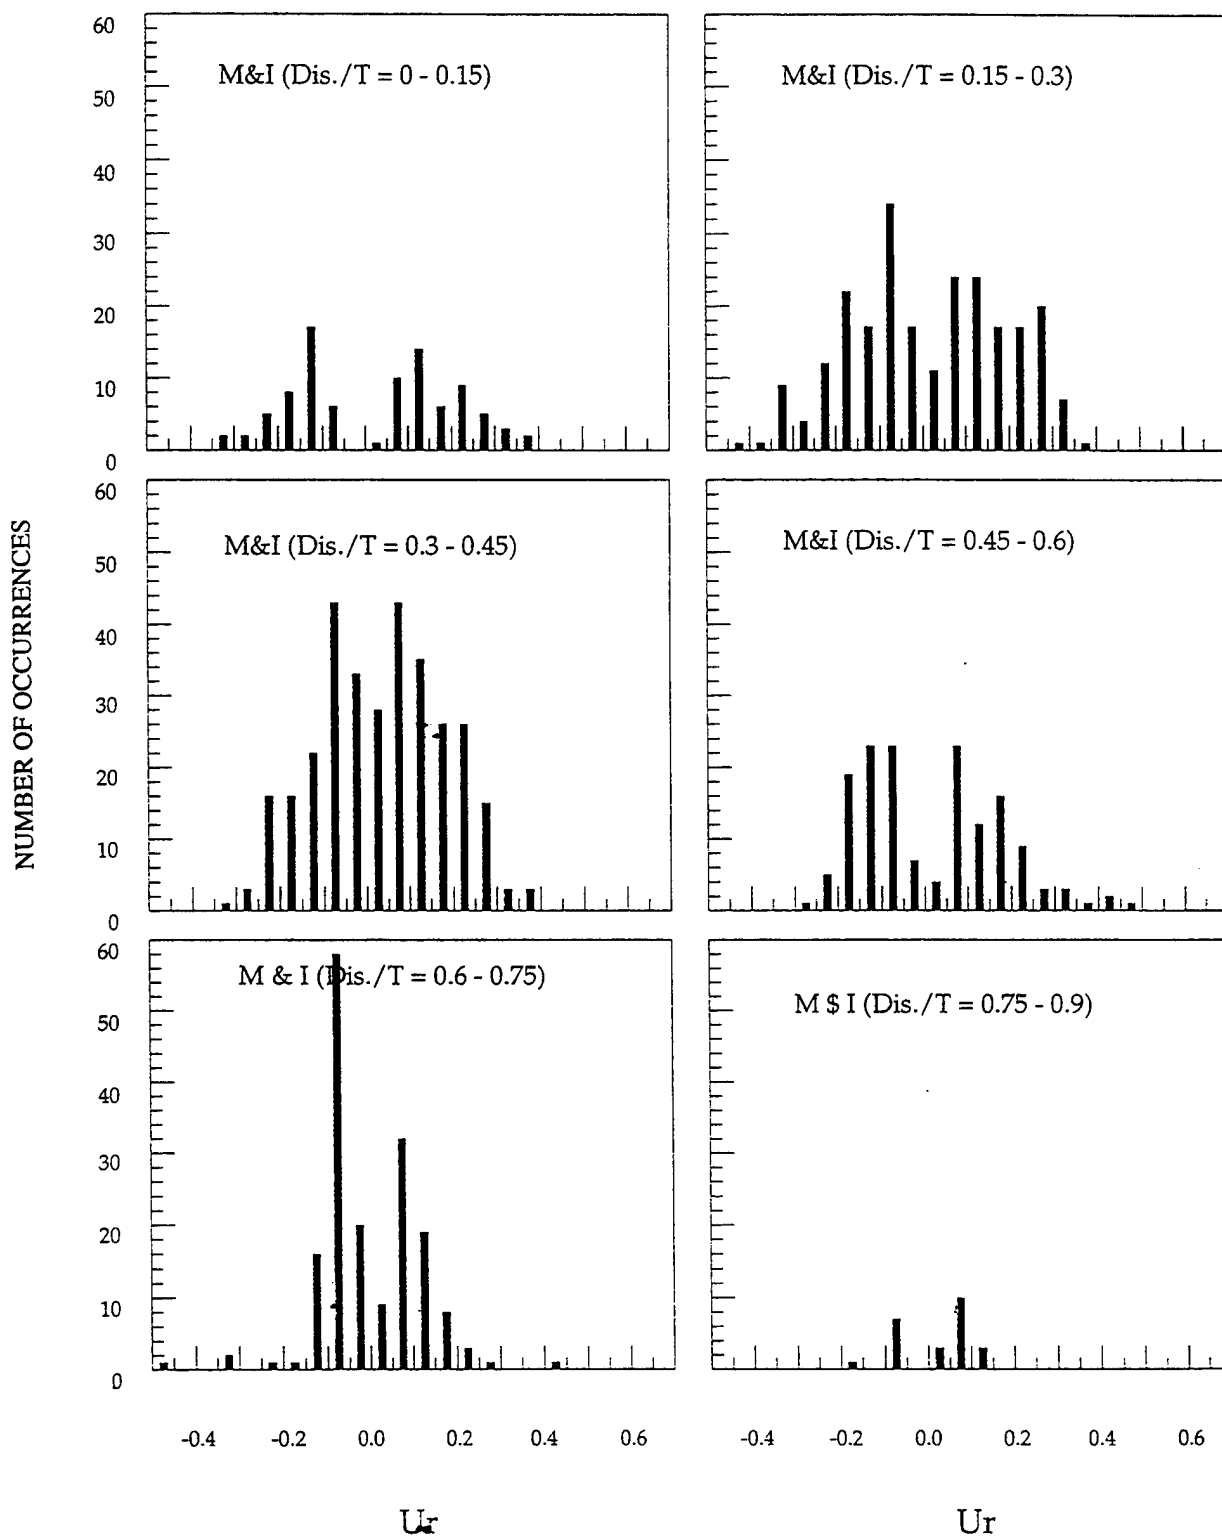 60
50
40
30
20
10
0
M&I (Dis./T = 0 - 0.15)
M&I (Dis./T = 0.15 - 0.3)
60
50
40
30
20
10
0
M&I (Dis./T = 0.3 - 0.45)
M&I (Dis./T = 0.45 - 0.6)
NUMBER OF OCCURRENCES
60
50
40
30
20
10
0
M & I (Dis./T = 0.6 - 0.75)
M $ I (Dis./T = 0.75 - 0.9)
-0.4 -0.2 0.0 0.2 0.4 0.6
-0.4 -0.2 0.0 0.2 0.4 0.6
Ur
Ur